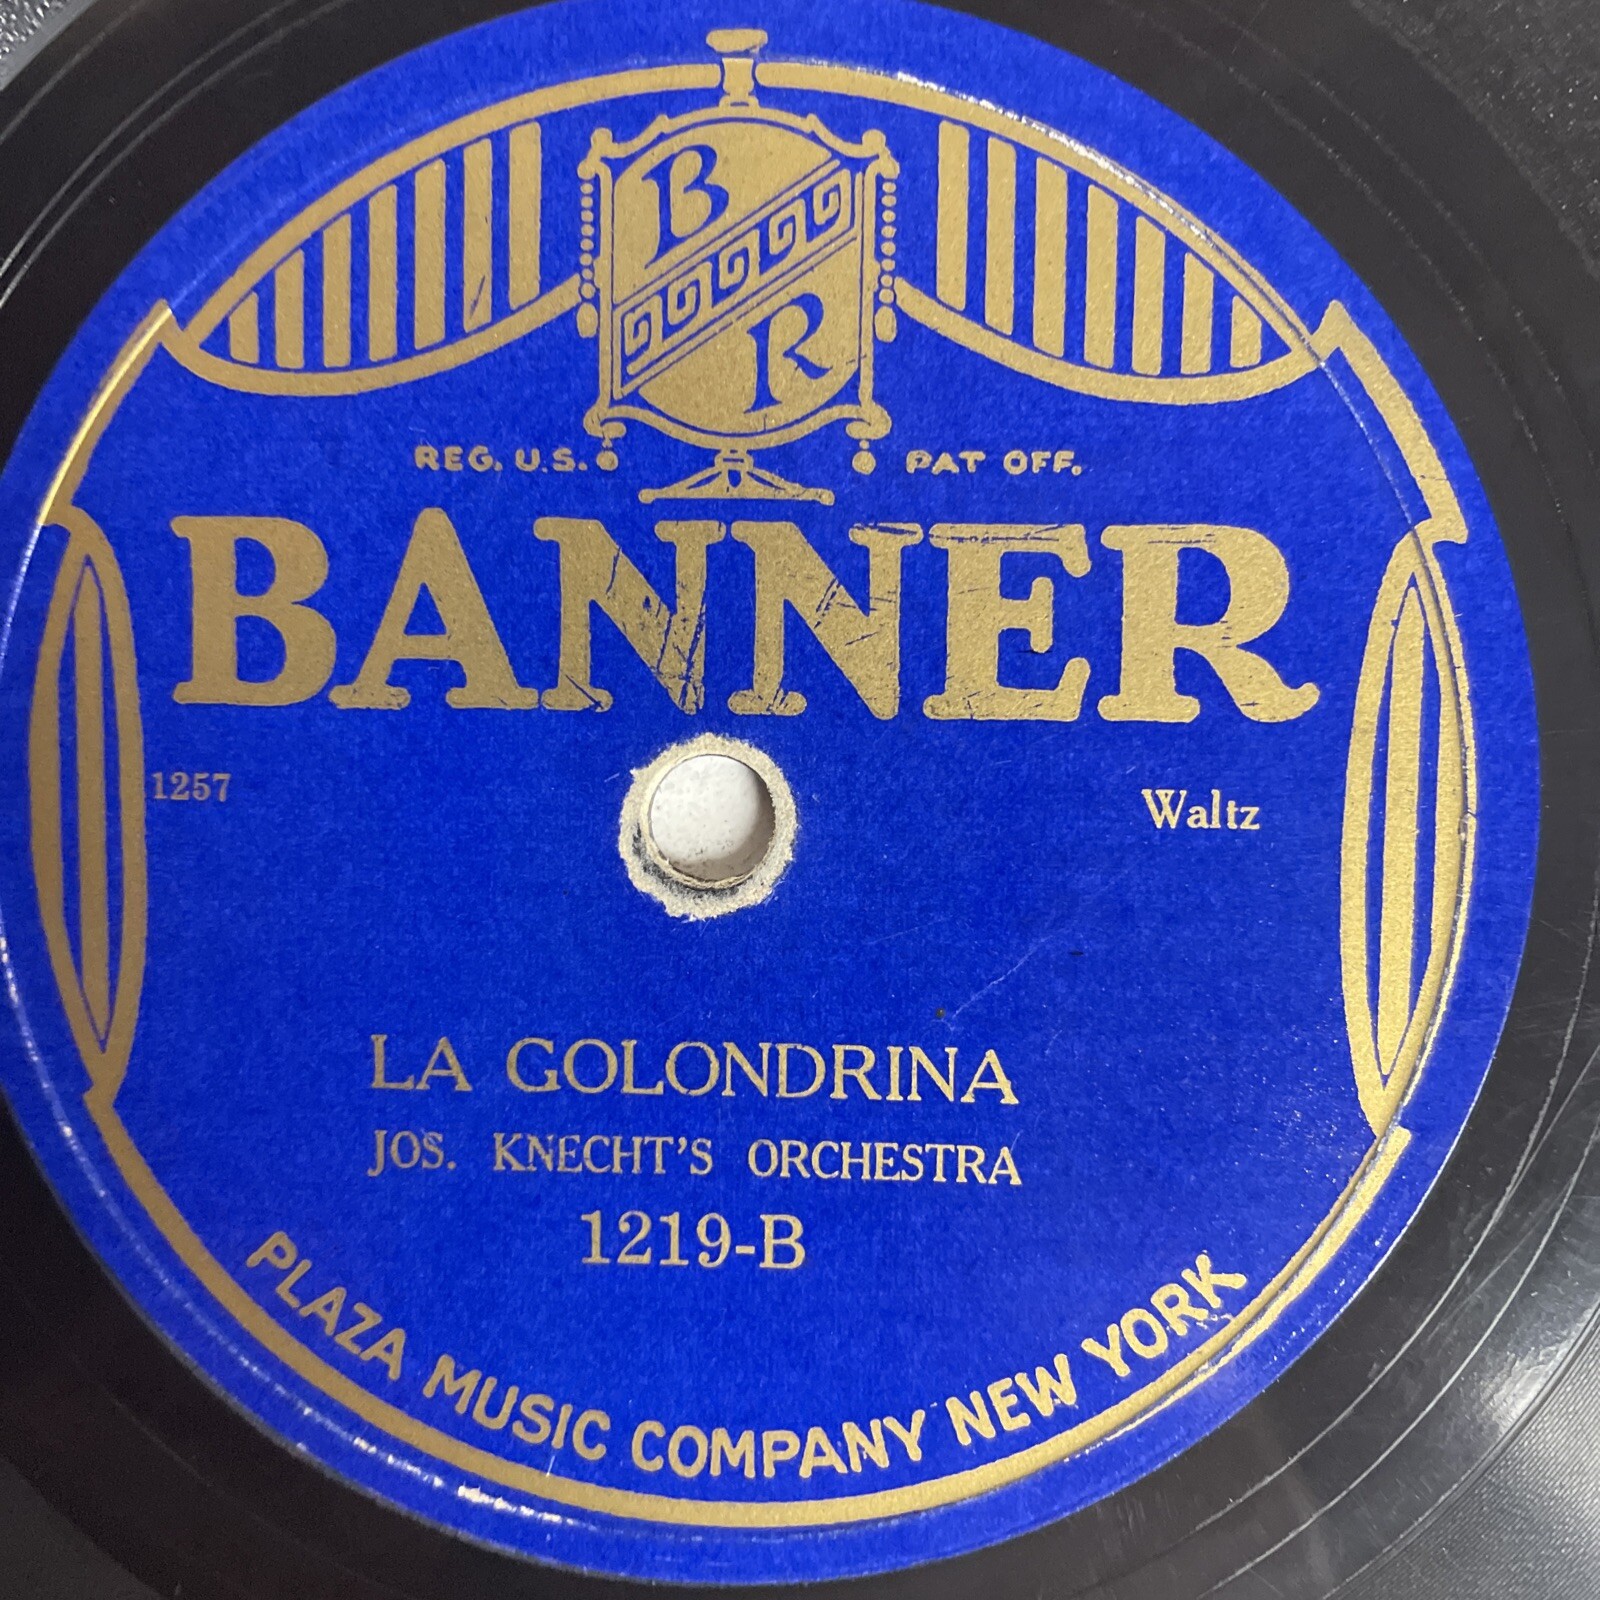 B
R
REG. U.S. PAT OFF.
BANNER
1257
Waltz
LA GOLONDRINA
JOS. KNECHT'S ORCHESTRA
1219-B
PLAZA MUSIC COMPANY NEW YORK